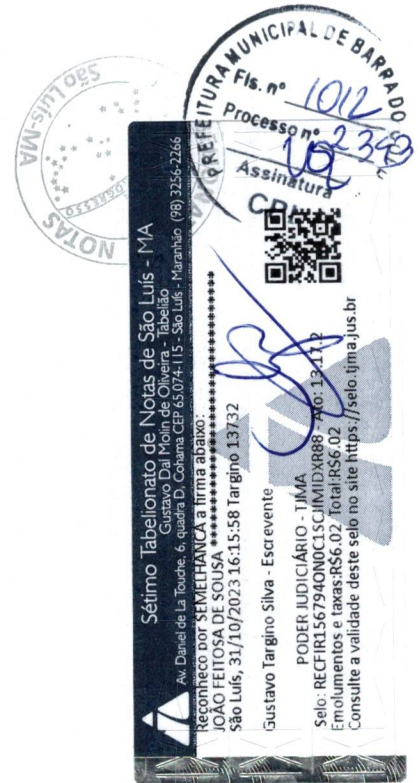 Sétimo Tabelionato de Notas de São Luís - MA
Gustavo Dal Molin de Oliveira - Tabelião
Av. Daniel de La Touche, 6, quadra D, Cohama CEP 65.074-115 - São Luís - Maranhão (98) 3256-2266
Reconheço por SEMELHANÇA a firma abaixo:
JOÃO FEITOSA DE SOUSA
São Luís, 31/10/2023 16:15:58 Targino 13732
Gustavo Targino Silva - Escrevente
PODER JUDICIÁRIO - TJMA
Selo: RECFIR156794ON0C1SCUIMIDXR88 Ato: 13.17.2
Emolumentos e taxas:R$6.02 Total:R$6.02
Consulte a validade deste selo no site https://selo.tjma.jus.br
PREFEITURA MUNICIPAL DE BARRA DO
Fls. nº 1012
Processo nº
Assinatura
São Luís-MA
NOTAS